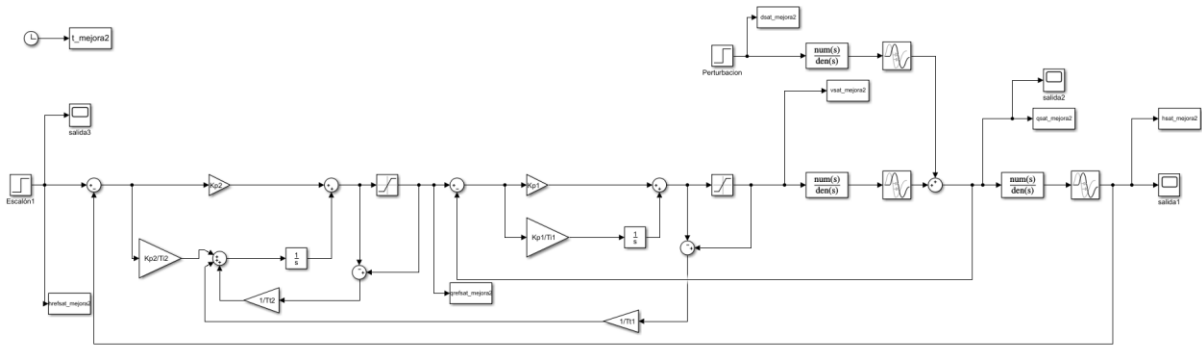 t_mejora2
dsat_mejora2
Perturbacion
num(s)
den(s)
salida3
vsat_mejora2
salida2
qsat_mejora2
hsat_mejora2
Escalón1
Kp2
Kp1
num(s)
den(s)
num(s)
den(s)
salida1
Kp2/Ti2
1
s
Kp1/Ti1
1
s
1/Tt2
hrefsat_mejora2
qrefsat_mejora2
1/Tt1